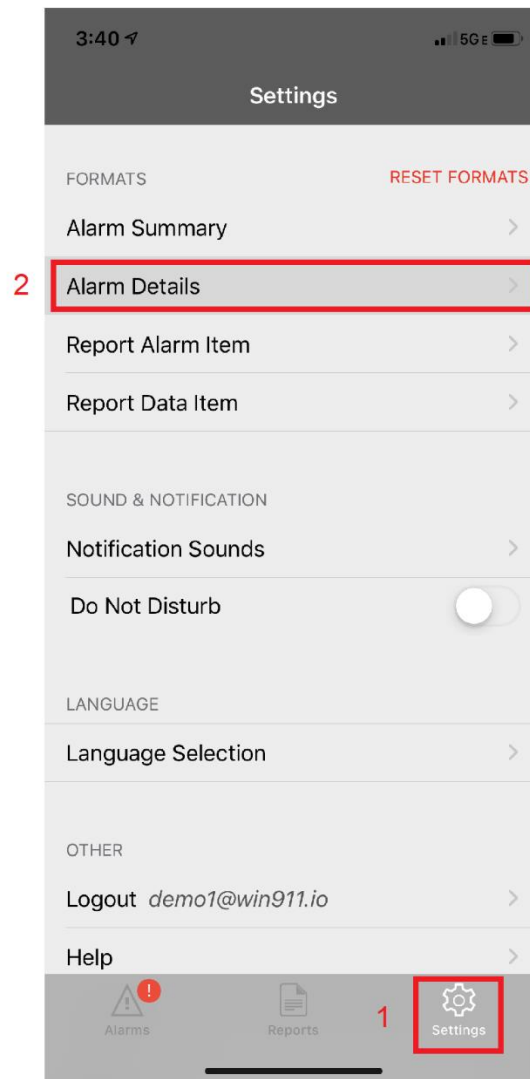 3:40 5GE
Settings
FORMATS RESET FORMATS
Alarm Summary
2 Alarm Details
Report Alarm Item
Report Data Item
SOUND & NOTIFICATION
Notification Sounds
Do Not Disturb
LANGUAGE
Language Selection
OTHER
Logout demo1@win911.io
Help
!
1
Alarms Reports Settings